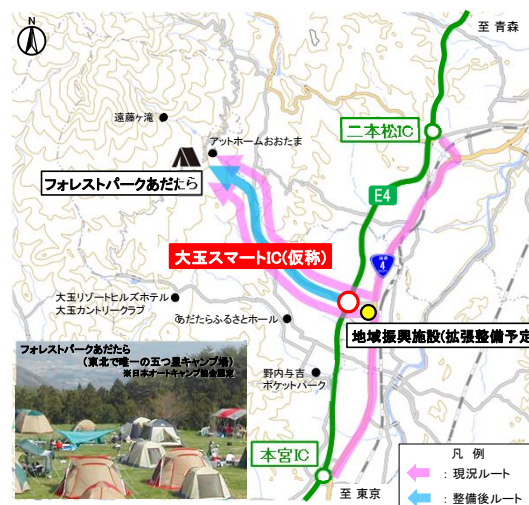 N
至 青森
遠藤ヶ滝
二本松IC
アットホームおおたま
フォレストパークあだたら
E4
大玉スマートIC(仮称)
国道
4
大玉リゾートヒルズホテル
大玉カントリークラブ
あだたらふるさとホール
地域振興施設(拡張整備予定
フォレストパークあだたら
(東北で唯一の五つ星キャンプ場)
※日本オートキャンプ協会認定
野内与吉
ポケットパーク
本宮IC
至 東京
凡 例
：現況ルート
：整備後ルート